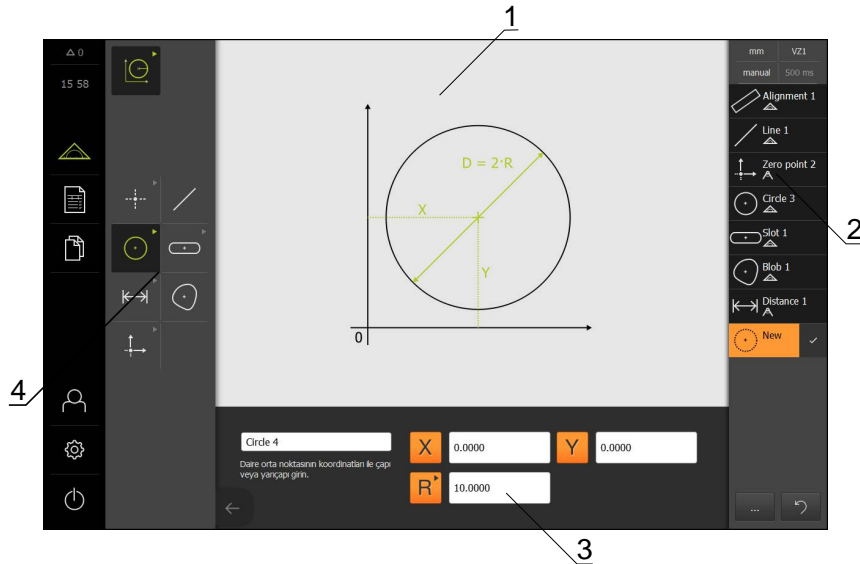 1
△ 0
15 58
mm VZ1
manual 500 ms
Alignment 1
Line 1
Zero point 2
Circle 3
2
Slot 1
Blob 1
Distance 1
New
D = 2·R
X
Y
0
4
Circle 4
Daire orta noktasının koordinatları ile çapı
veya yarıçapı girin.
X 0.0000 Y 0.0000
R 10.0000
...
3